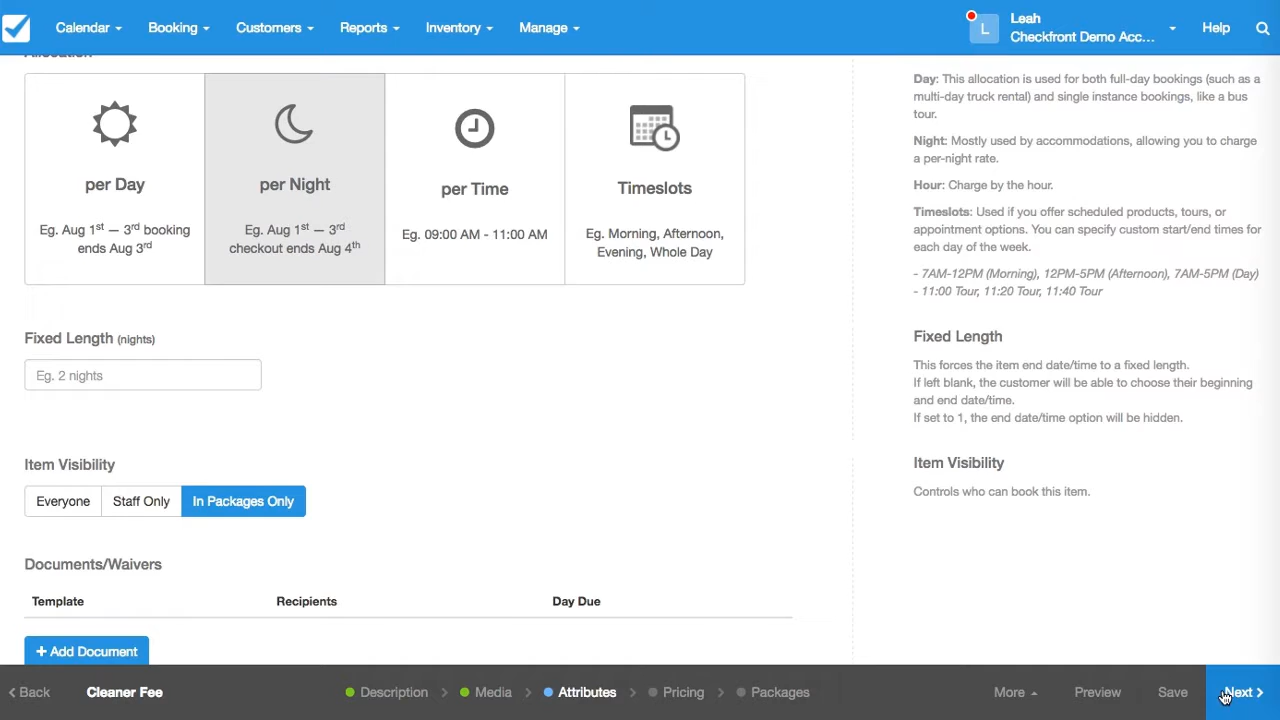 Calendar
Booking
Customers
Reports
Inventory
Manage
L
Leah
Checkfront Demo Acc...
Help
Allocation
per Day
Eg. Aug 1st — 3rd booking
ends Aug 3rd
per Night
Eg. Aug 1st — 3rd
checkout ends Aug 4th
per Time
Eg. 09:00 AM - 11:00 AM
Timeslots
Eg. Morning, Afternoon,
Evening, Whole Day
Day: This allocation is used for both full-day bookings (such as a
multi-day truck rental) and single instance bookings, like a bus
tour.
Night: Mostly used by accommodations, allowing you to charge
a per-night rate.
Hour: Charge by the hour.
Timeslots: Used if you offer scheduled products, tours, or
appointment options. You can specify custom start/end times for
each day of the week.
- 7AM-12PM (Morning), 12PM-5PM (Afternoon), 7AM-5PM (Day)
- 11:00 Tour, 11:20 Tour, 11:40 Tour
Fixed Length (nights)
Eg. 2 nights
Fixed Length
This forces the item end date/time to a fixed length.
If left blank, the customer will be able to choose their beginning
and end date/time.
If set to 1, the end date/time option will be hidden.
Item Visibility
Everyone
Staff Only
In Packages Only
Item Visibility
Controls who can book this item.
Documents/Waivers
Template
Recipients
Day Due
+ Add Document
< Back
Cleaner Fee
Description
Media
Attributes
Pricing
Packages
More
Preview
Save
Next >